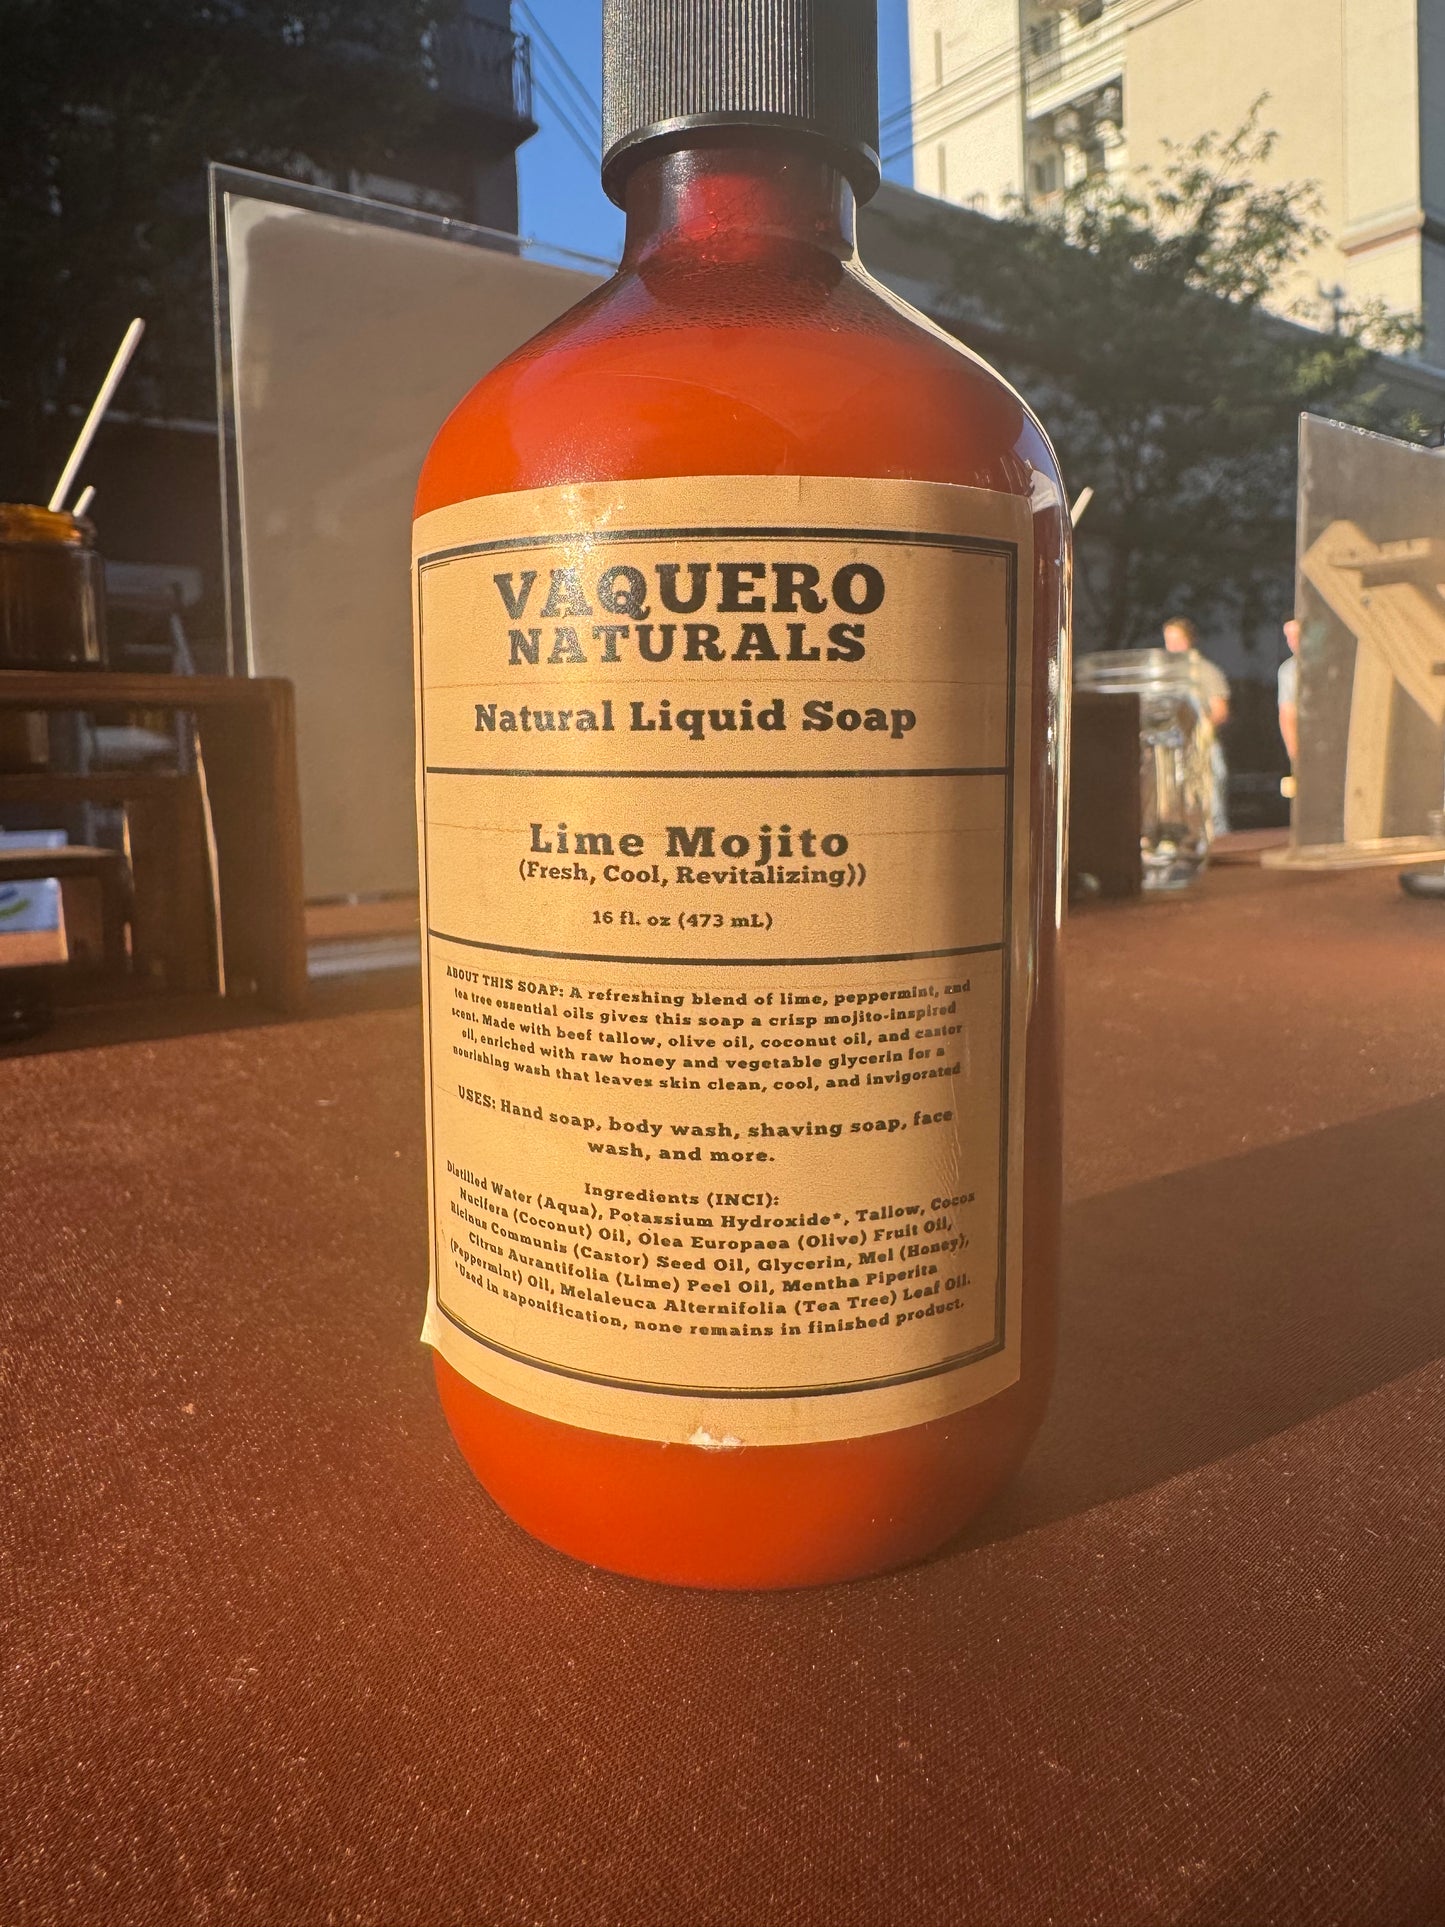 VAQUERO
NATURALS
Natural Liquid Soap
Lime Mojito
(Fresh, Cool, Revitalizing))
16 fl. oz (473 mL)
ABOUT THIS SOAP: A refreshing blend of lime, peppermint, and
tea tree essential oils gives this soap a crisp mojito-inspired
scent. Made with beef tallow, olive oil, coconut oil, and castor
oil, enriched with raw honey and vegetable glycerin for a
nourishing wash that leaves skin clean, cool, and invigorated
USES: Hand soap, body wash, shaving soap, face
wash, and more.
Ingredients (INCI):
Distilled Water (Aqua), Potassium Hydroxide*, Tallow, Cocos
Nucifera (Coconut) Oil, Olea Europaea (Olive) Fruit Oil,
Ricinus Communis (Castor) Seed Oil, Glycerin, Mel (Honey),
Citrus Aurantifolia (Lime) Peel Oil, Mentha Piperita
(Peppermint) Oil, Melaleuca Alternifolia (Tea Tree) Leaf Oil.
*Used in saponification, none remains in finished product.